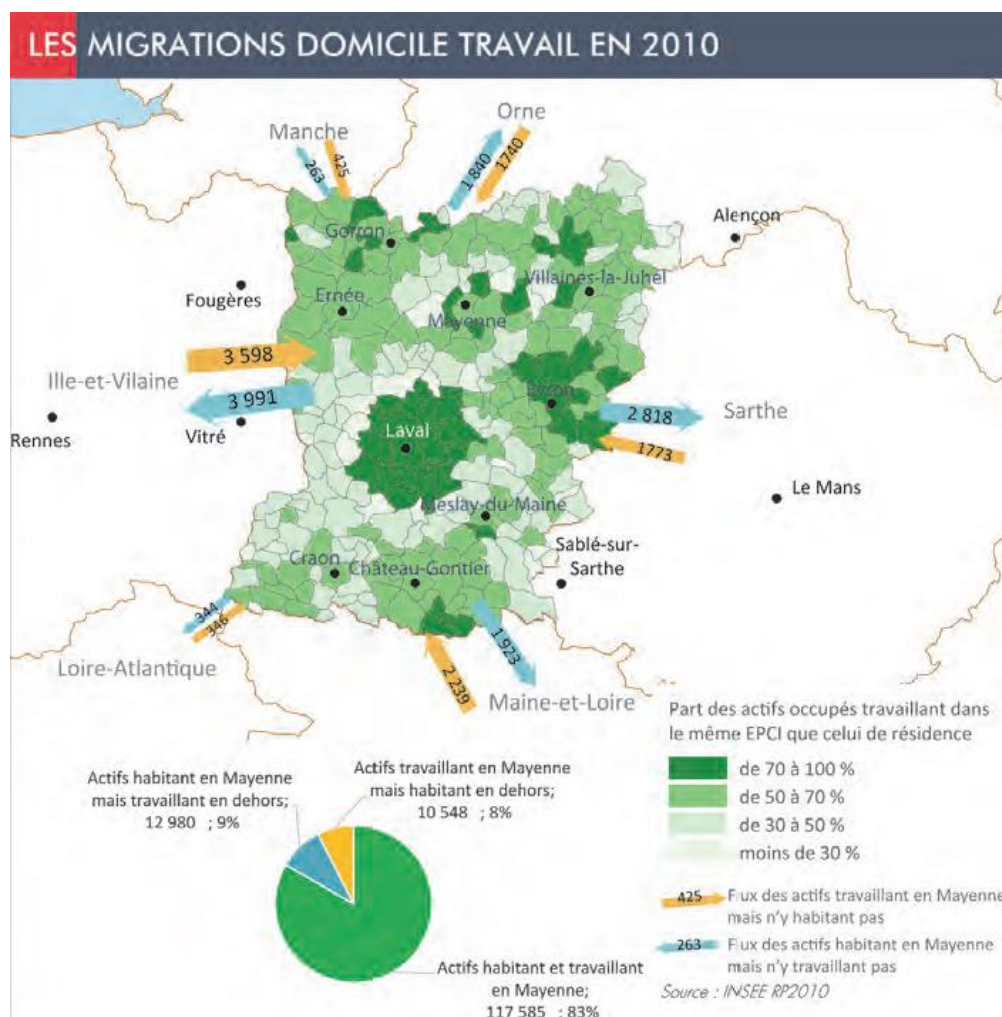 LES MIGRATIONS DOMICILE TRAVAIL EN 2010
Orne
Manche
263
425
1 840
1740
Alençon
Gorron
Villaines-la-Juhel
Fougères
Ernée
Mayenne
3 598
Ille-et-Vilaine
3 991
Evron
2 818
Sarthe
Rennes
Vitré
Laval
1773
Le Mans
Meslay-du-Maine
Sablé-sur-
Sarthe
Craon
Château-Gontier
344
346
1 923
Loire-Atlantique
2 239
Maine-et-Loire
Part des actifs occupés travaillant dans
le même EPCI que celui de résidence
de 70 à 100 %
de 50 à 70 %
de 30 à 50 %
moins de 30 %
Actifs habitant en Mayenne
mais travaillant en dehors;
12 980 ; 9%
Actifs travaillant en Mayenne
mais habitant en dehors;
10 548 ; 8%
Actifs habitant et travaillant
en Mayenne;
117 585 ; 83%
425 Flux des actifs travaillant en Mayenne
mais n'y habitant pas
263 Flux des actifs habitant en Mayenne
mais n'y travaillant pas
Source : INSEE RP2010